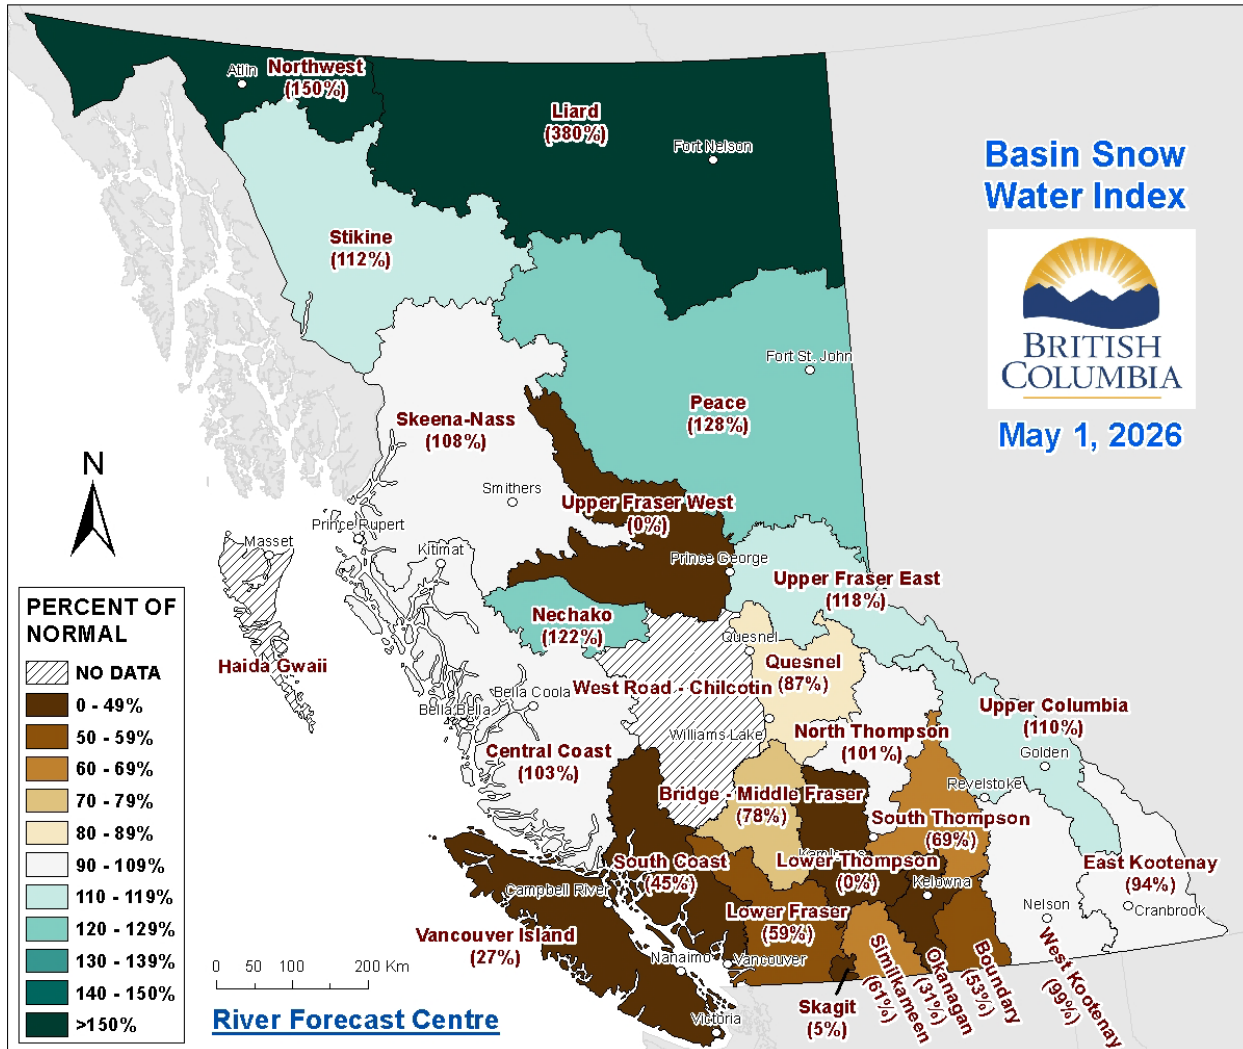 Atlin
Northwest
(150%)
Liard
(380%)
Fort Nelson
Basin Snow
Water Index
BRITISH
COLUMBIA
May 1, 2026
Stikine
(112%)
Fort St. John
Peace
(128%)
Skeena-Nass
(108%)
Smithers
Upper Fraser West
(0%)
N
Prince Rupert
Masset
Kitimat
Prince George
Upper Fraser East
(118%)
Nechako
(122%)
Haida Gwaii
Quesnel
Quesnel
(87%)
West Road - Chilcotin
Bella Coola
Bella Bella
Williams Lake
North Thompson
(101%)
Upper Columbia
(110%)
Golden
Central Coast
(103%)
Revelstoke
Bridge - Middle Fraser
(78%)
South Thompson
(69%)
South Coast
(45%)
Lower Thompson
(0%)
East Kootenay
(94%)
Campbell River
Kelowna
Cranbrook
Nelson
Lower Fraser
(59%)
Vancouver Island
(27%)
Nanaimo
Vancouver
Victoria
Skagit
(5%)
Similkameen
(61%)
Okanagan
(31%)
Boundary
(53%)
West Kootenay
(99%)
PERCENT OF
NORMAL
NO DATA
0 - 49%
50 - 59%
60 - 69%
70 - 79%
80 - 89%
90 - 109%
110 - 119%
120 - 129%
130 - 139%
140 - 150%
>150%
0 50 100 200 Km
River Forecast Centre